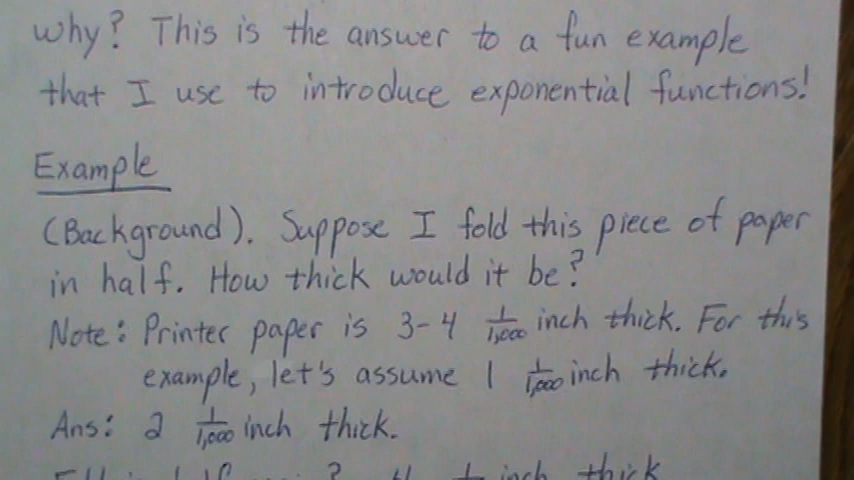 why? This is the answer to a fun example
that I use to introduce exponential functions!
Example
(Background). Suppose I fold this piece of paper
in half. How thick would it be?
Note: Printer paper is 3-4 1/1,000 inch thick. For this
example, let's assume 1 1/1,000 inch thick.
Ans: 2 1/1,000 inch thick.
inch thick